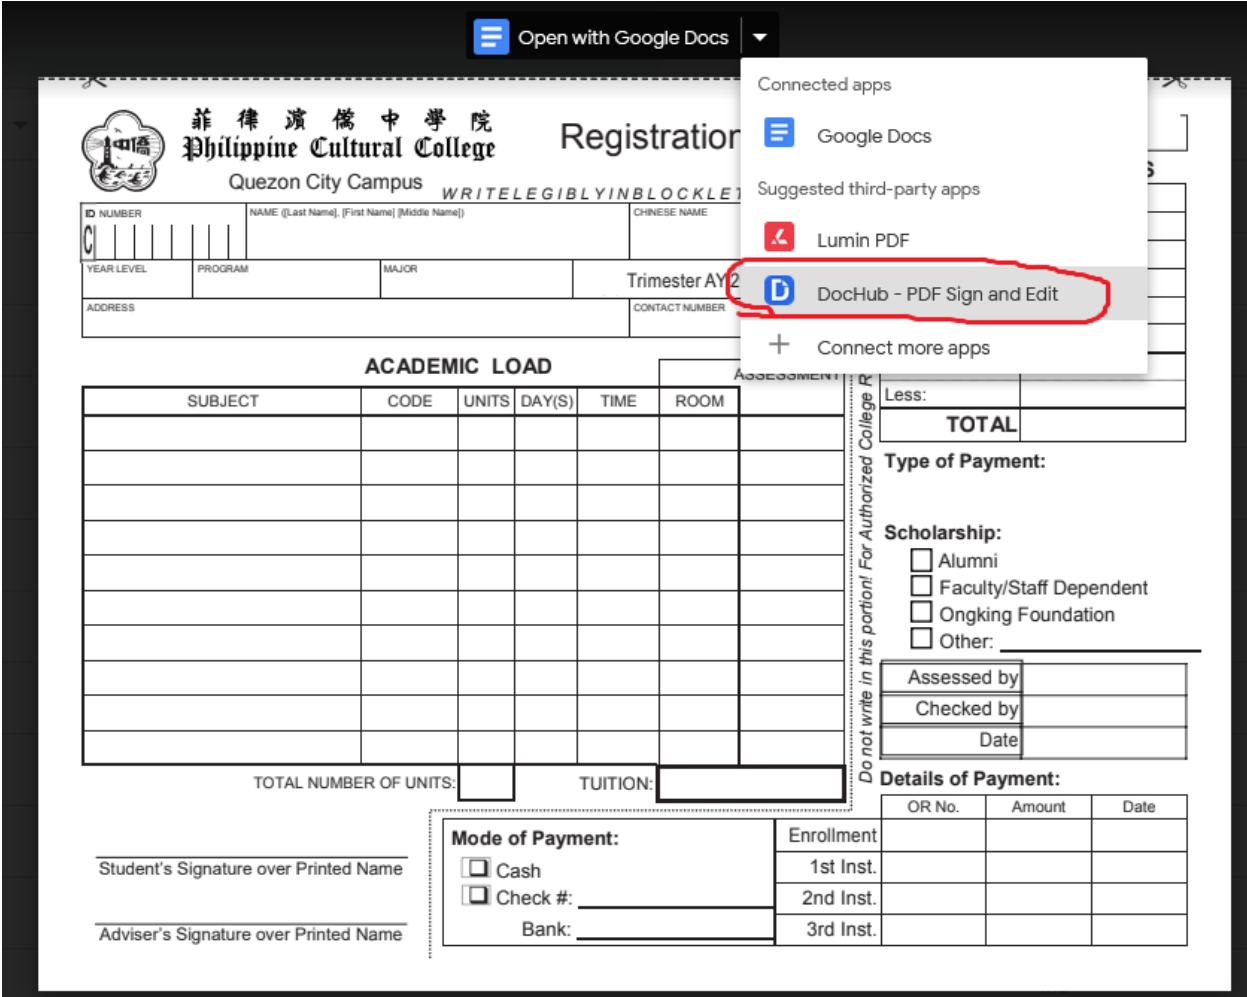 Open with Google Docs
Connected apps
Google Docs
Suggested third-party apps
Lumin PDF
DocHub - PDF Sign and Edit
Connect more apps
菲律濱僑中學院
Philippine Cultural College
Quezon City Campus
Registration
WRITE LEGIBLY IN BLOCK LET
S
ID NUMBER
NAME ([Last Name], [First Name] [Middle Name])
CHINESE NAME
C
YEAR LEVEL
PROGRAM
MAJOR
Trimester AY 2
ADDRESS
CONTACT NUMBER
ACADEMIC LOAD
ASSESSMENT
SUBJECT CODE UNITS DAY(S) TIME ROOM
TOTAL NUMBER OF UNITS:
TUITION:
Do not write in this portion! For Authorized College R
Less:
TOTAL
Type of Payment:
Scholarship:
Alumni
Faculty/Staff Dependent
Ongking Foundation
Other:
Assessed by
Checked by
Date
Details of Payment:
OR No. Amount Date
Enrollment
1st Inst.
2nd Inst.
3rd Inst.
Mode of Payment:
Cash
Check #:
Bank:
Student's Signature over Printed Name
Adviser's Signature over Printed Name